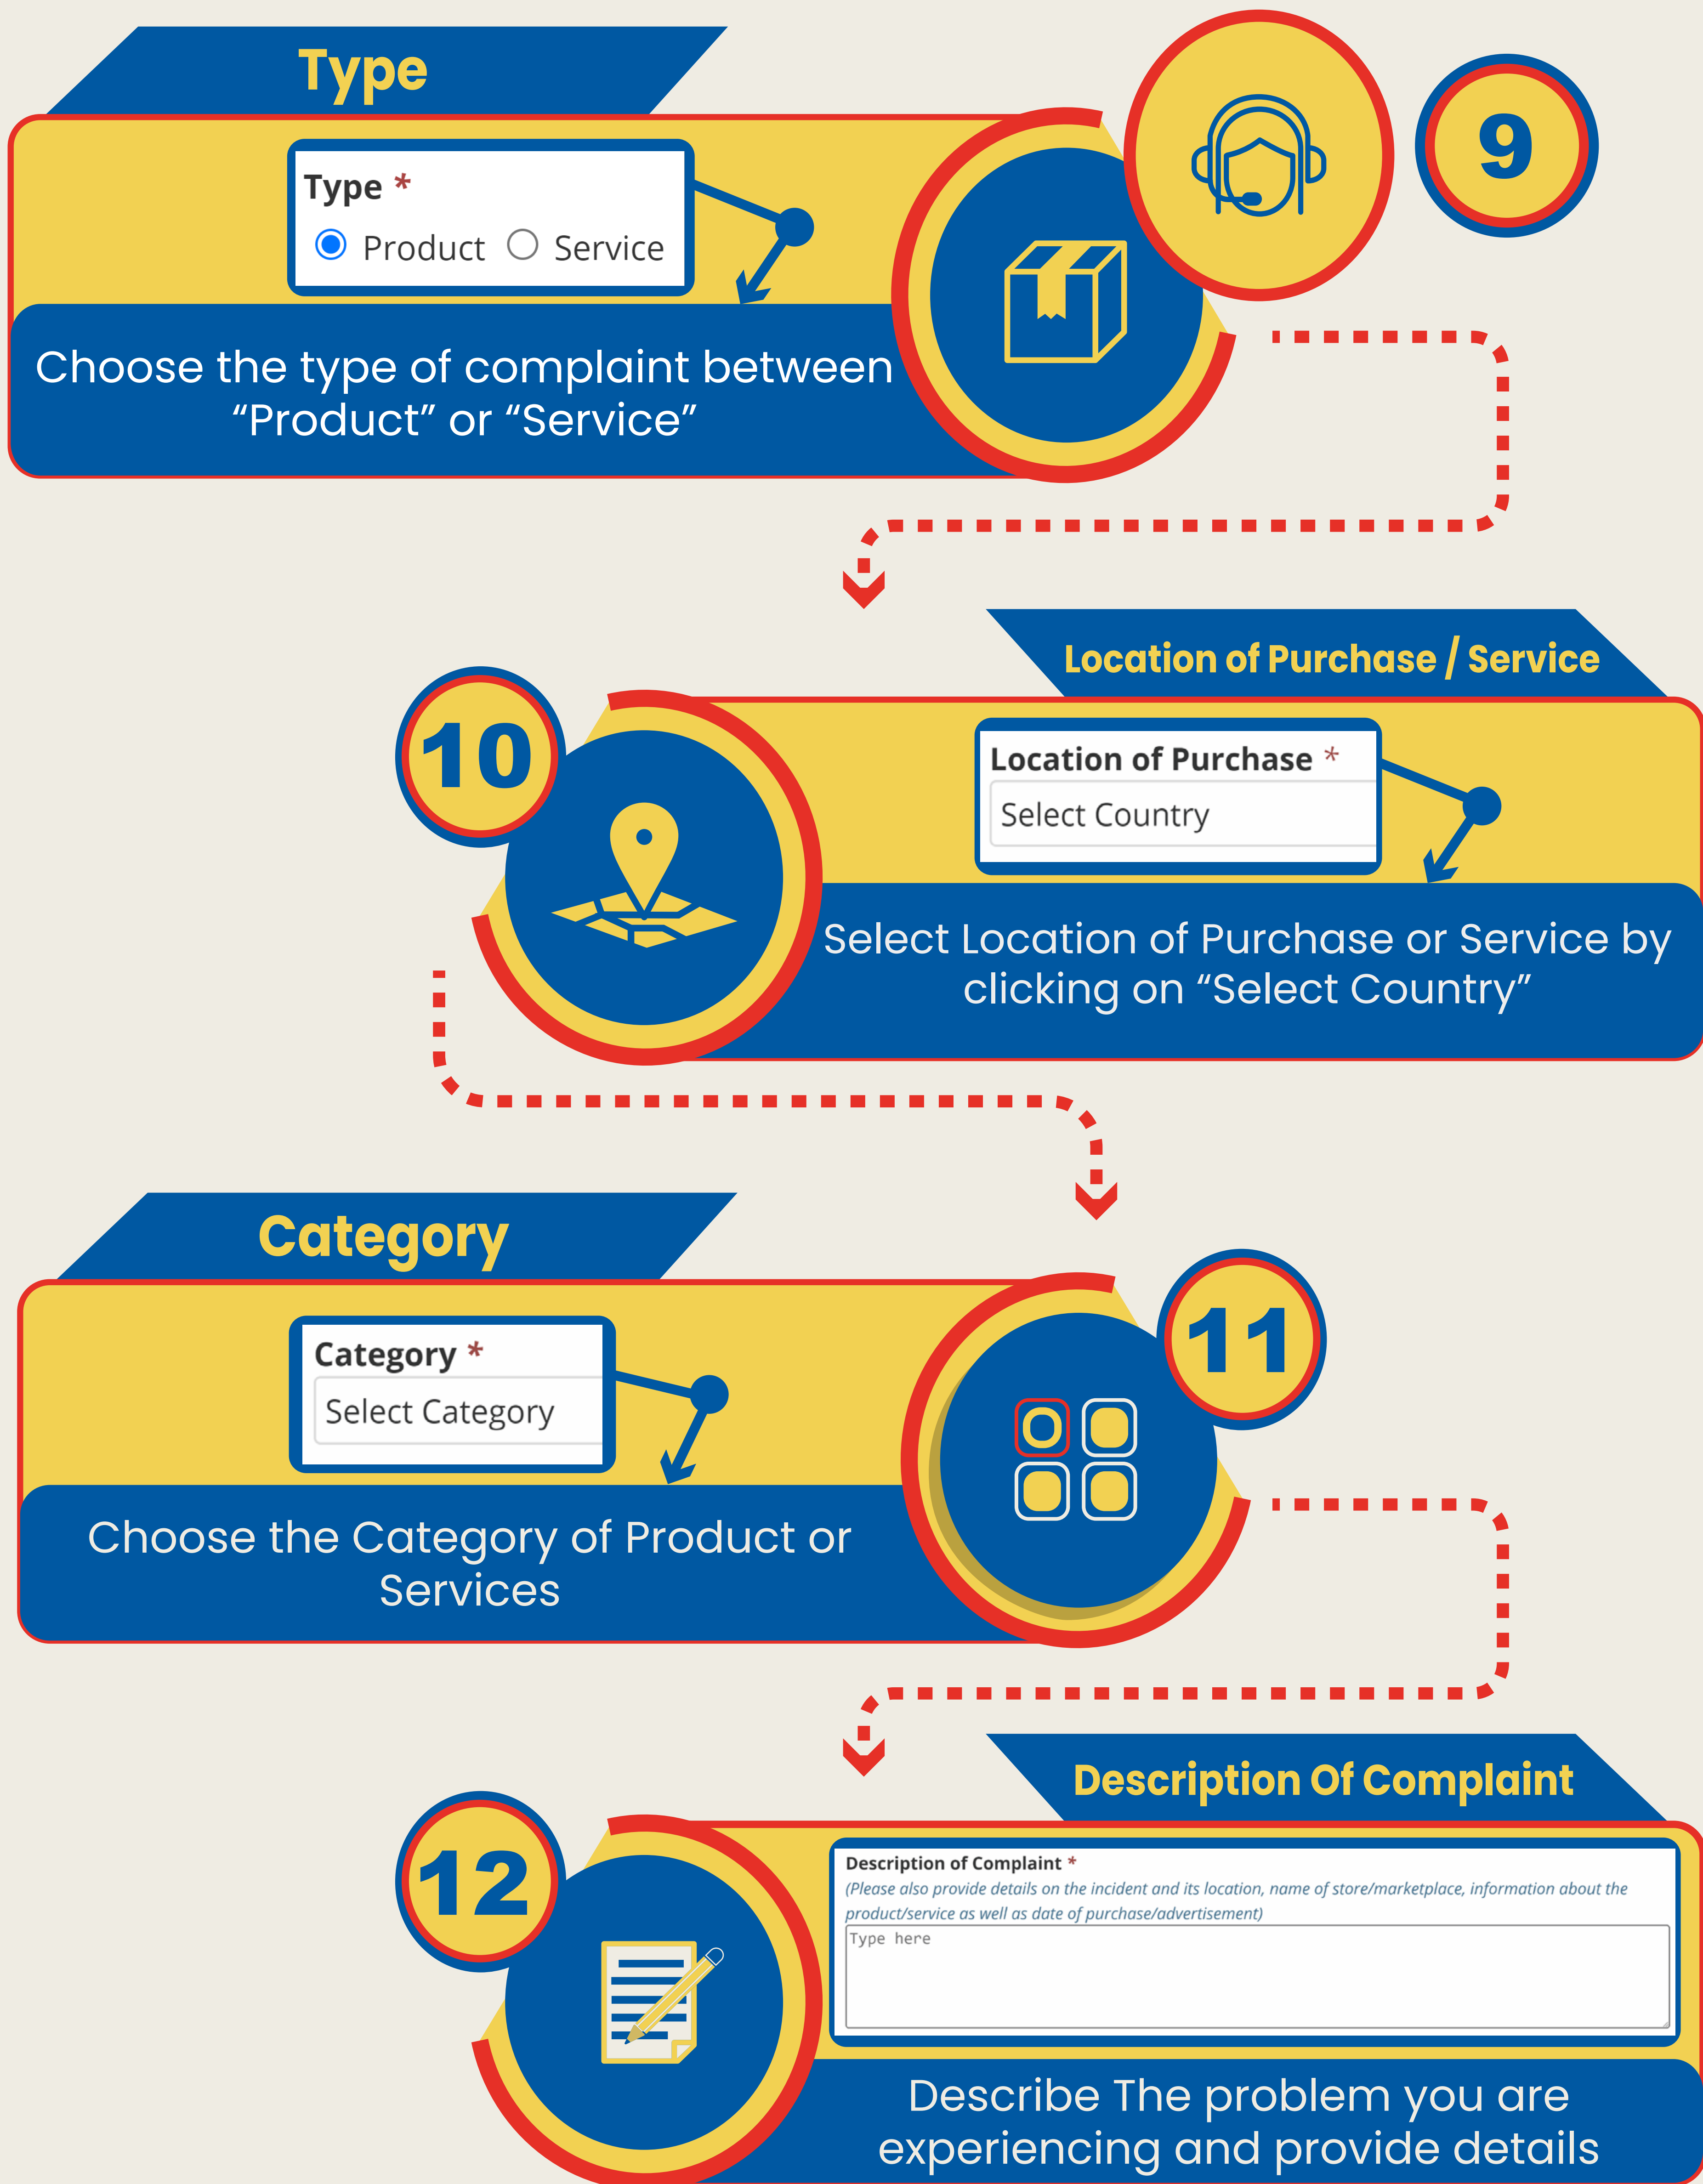 Type
9
Type *
Product Service
Choose the type of complaint between
“Product” or “Service”
Location of Purchase / Service
10
Location of Purchase *
Select Country
Select Location of Purchase or Service by
clicking on “Select Country”
Category
11
Category *
Select Category
Choose the Category of Product or
Services
Description Of Complaint
12
Description of Complaint *
(Please also provide details on the incident and its location, name of store/marketplace, information about the
product/service as well as date of purchase/advertisement)
Type here
Describe The problem you are
experiencing and provide details